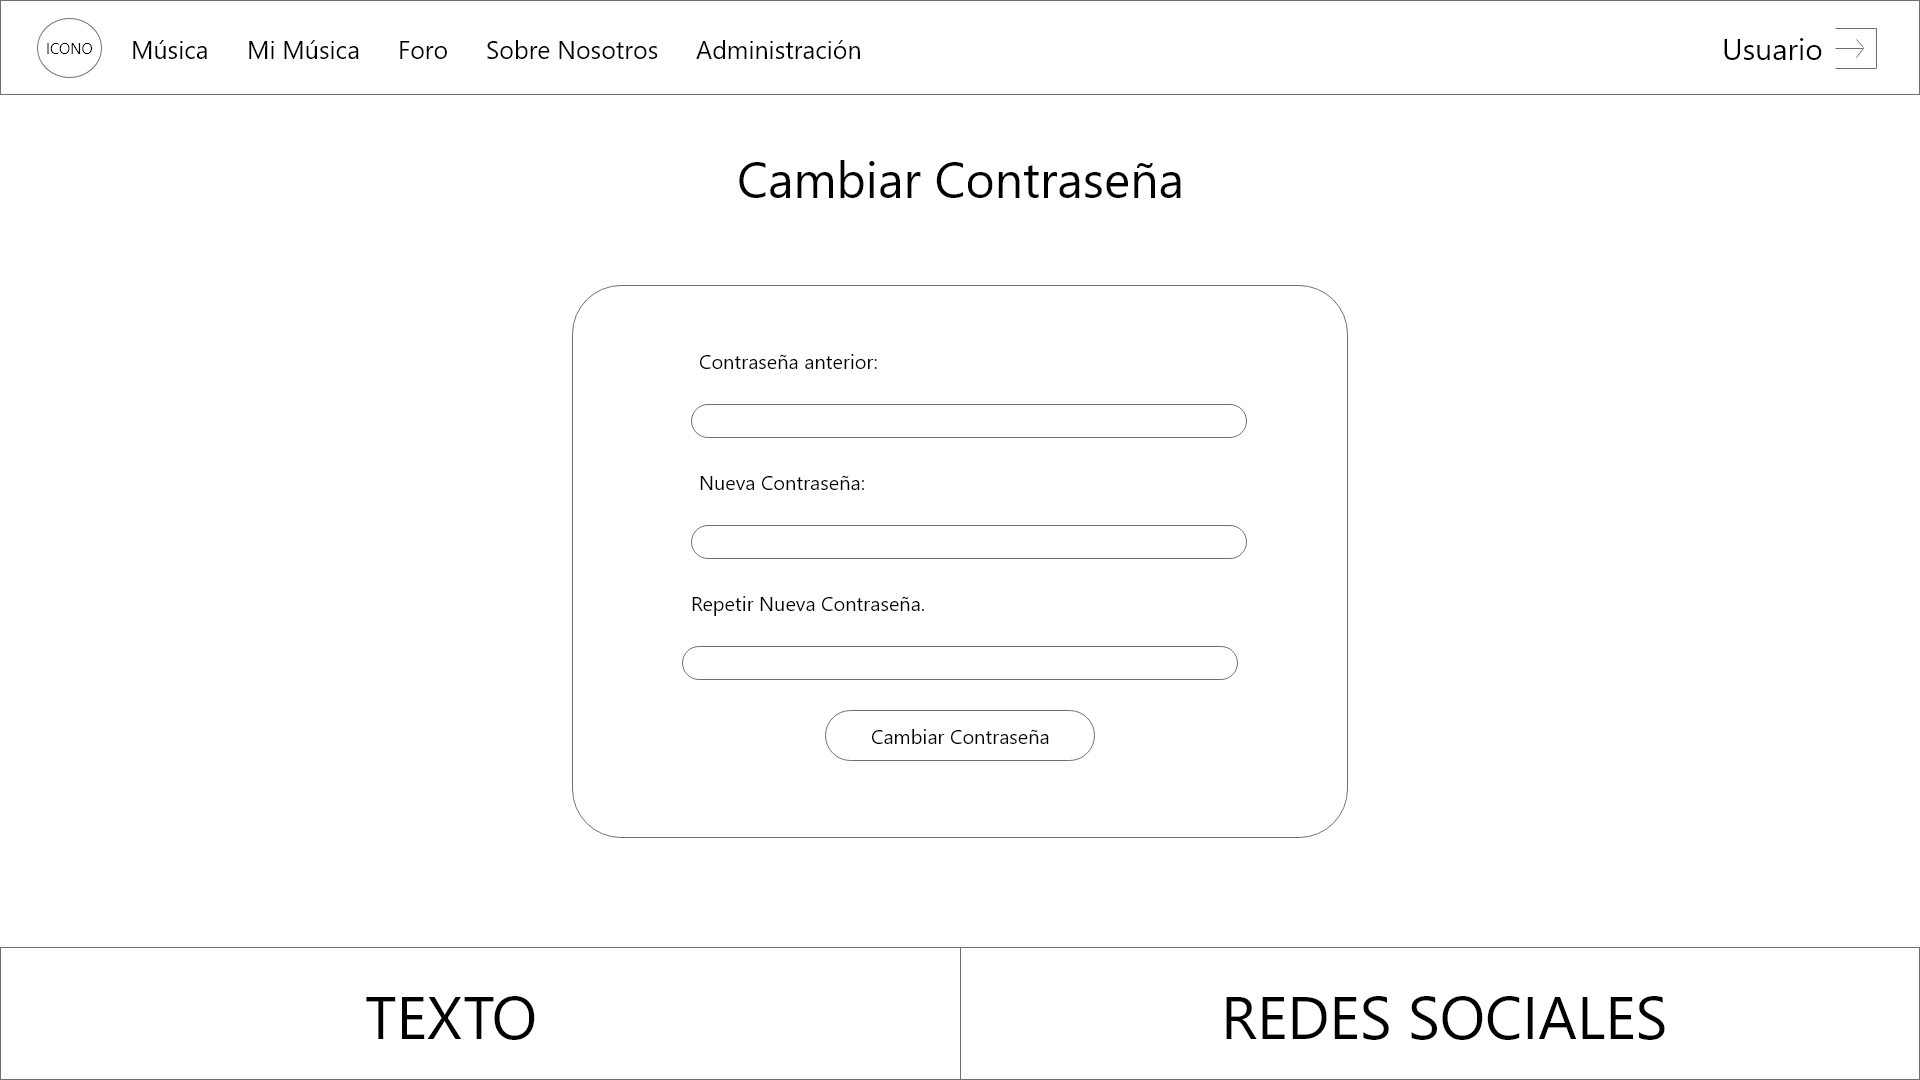 ICONO Música Mi Música Foro Sobre Nosotros Administración Usuario
Cambiar Contraseña
Contraseña anterior:
Nueva Contraseña:
Repetir Nueva Contraseña.
Cambiar Contraseña
TEXTO REDES SOCIALES